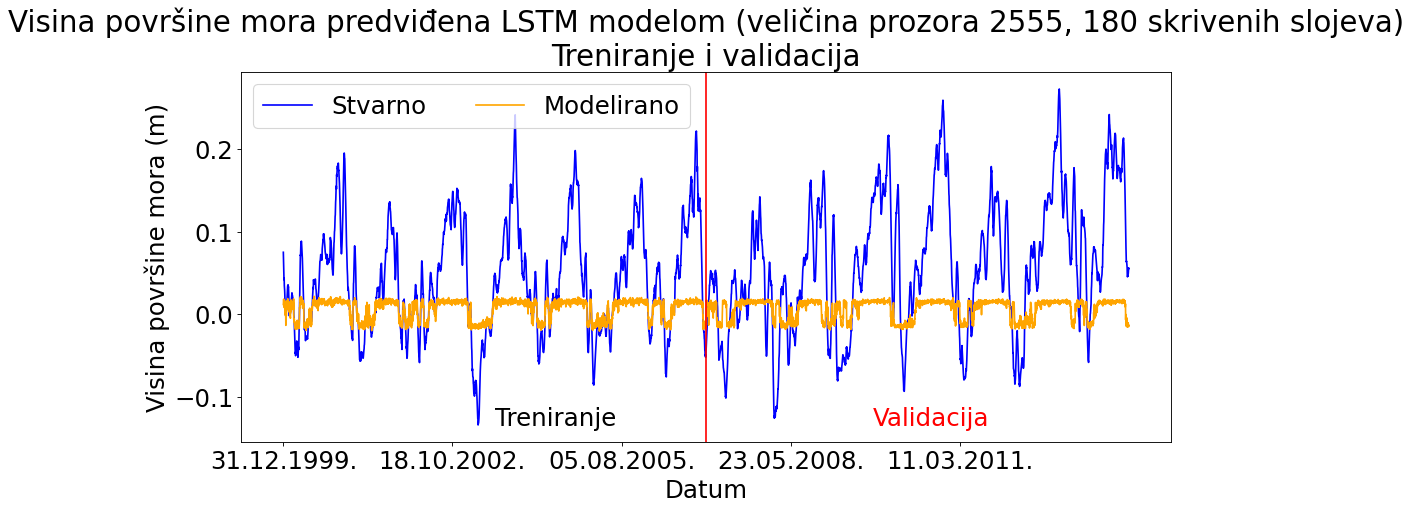 Visina površine mora predviđena LSTM modelom (veličina prozora 2555, 180 skrivenih slojeva)
Treniranje i validacija
Stvarno
Modelirano
Visina površine mora (m)
0.2
0.1
0.0
−0.1
Treniranje
Validacija
31.12.1999.
18.10.2002.
05.08.2005.
23.05.2008.
11.03.2011.
Datum